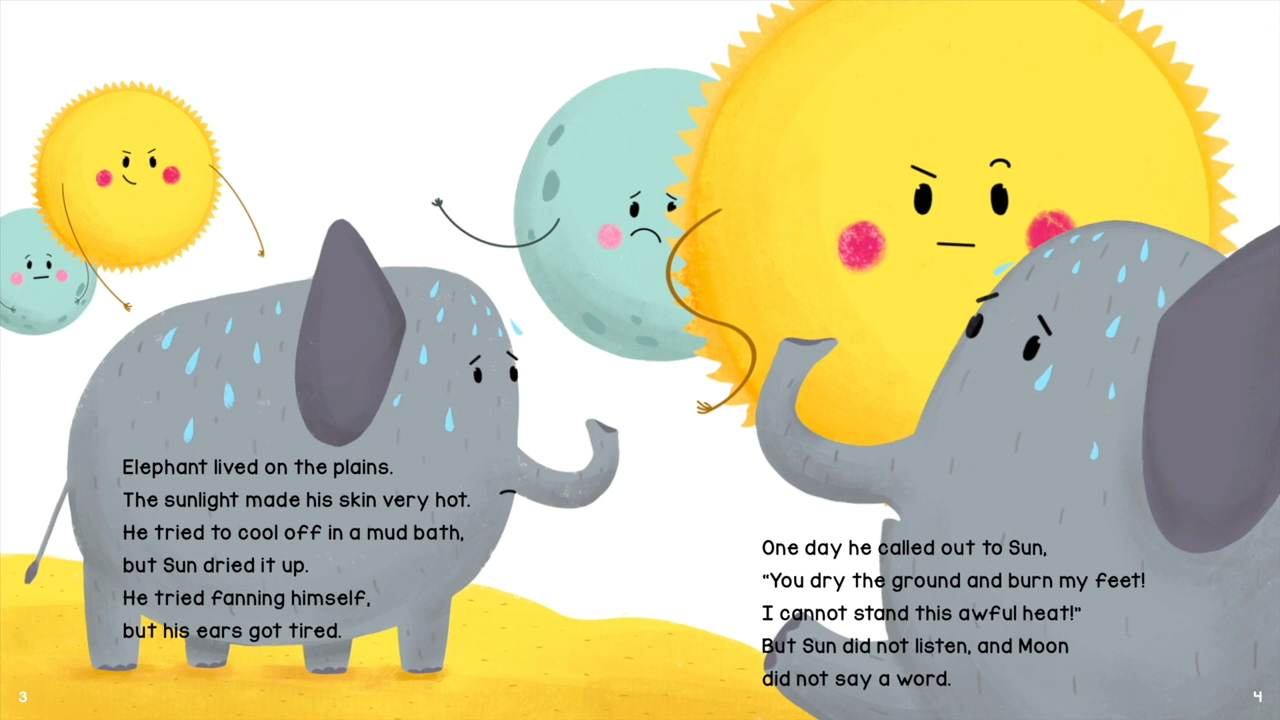 Elephant lived on the plains.
The sunlight made his skin very hot.
He tried to cool off in a mud bath,
but Sun dried it up.
He tried fanning himself,
but his ears got tired.
3
One day he called out to Sun,
“You dry the ground and burn my feet!
I cannot stand this awful heat!”
But Sun did not listen, and Moon
did not say a word.
4